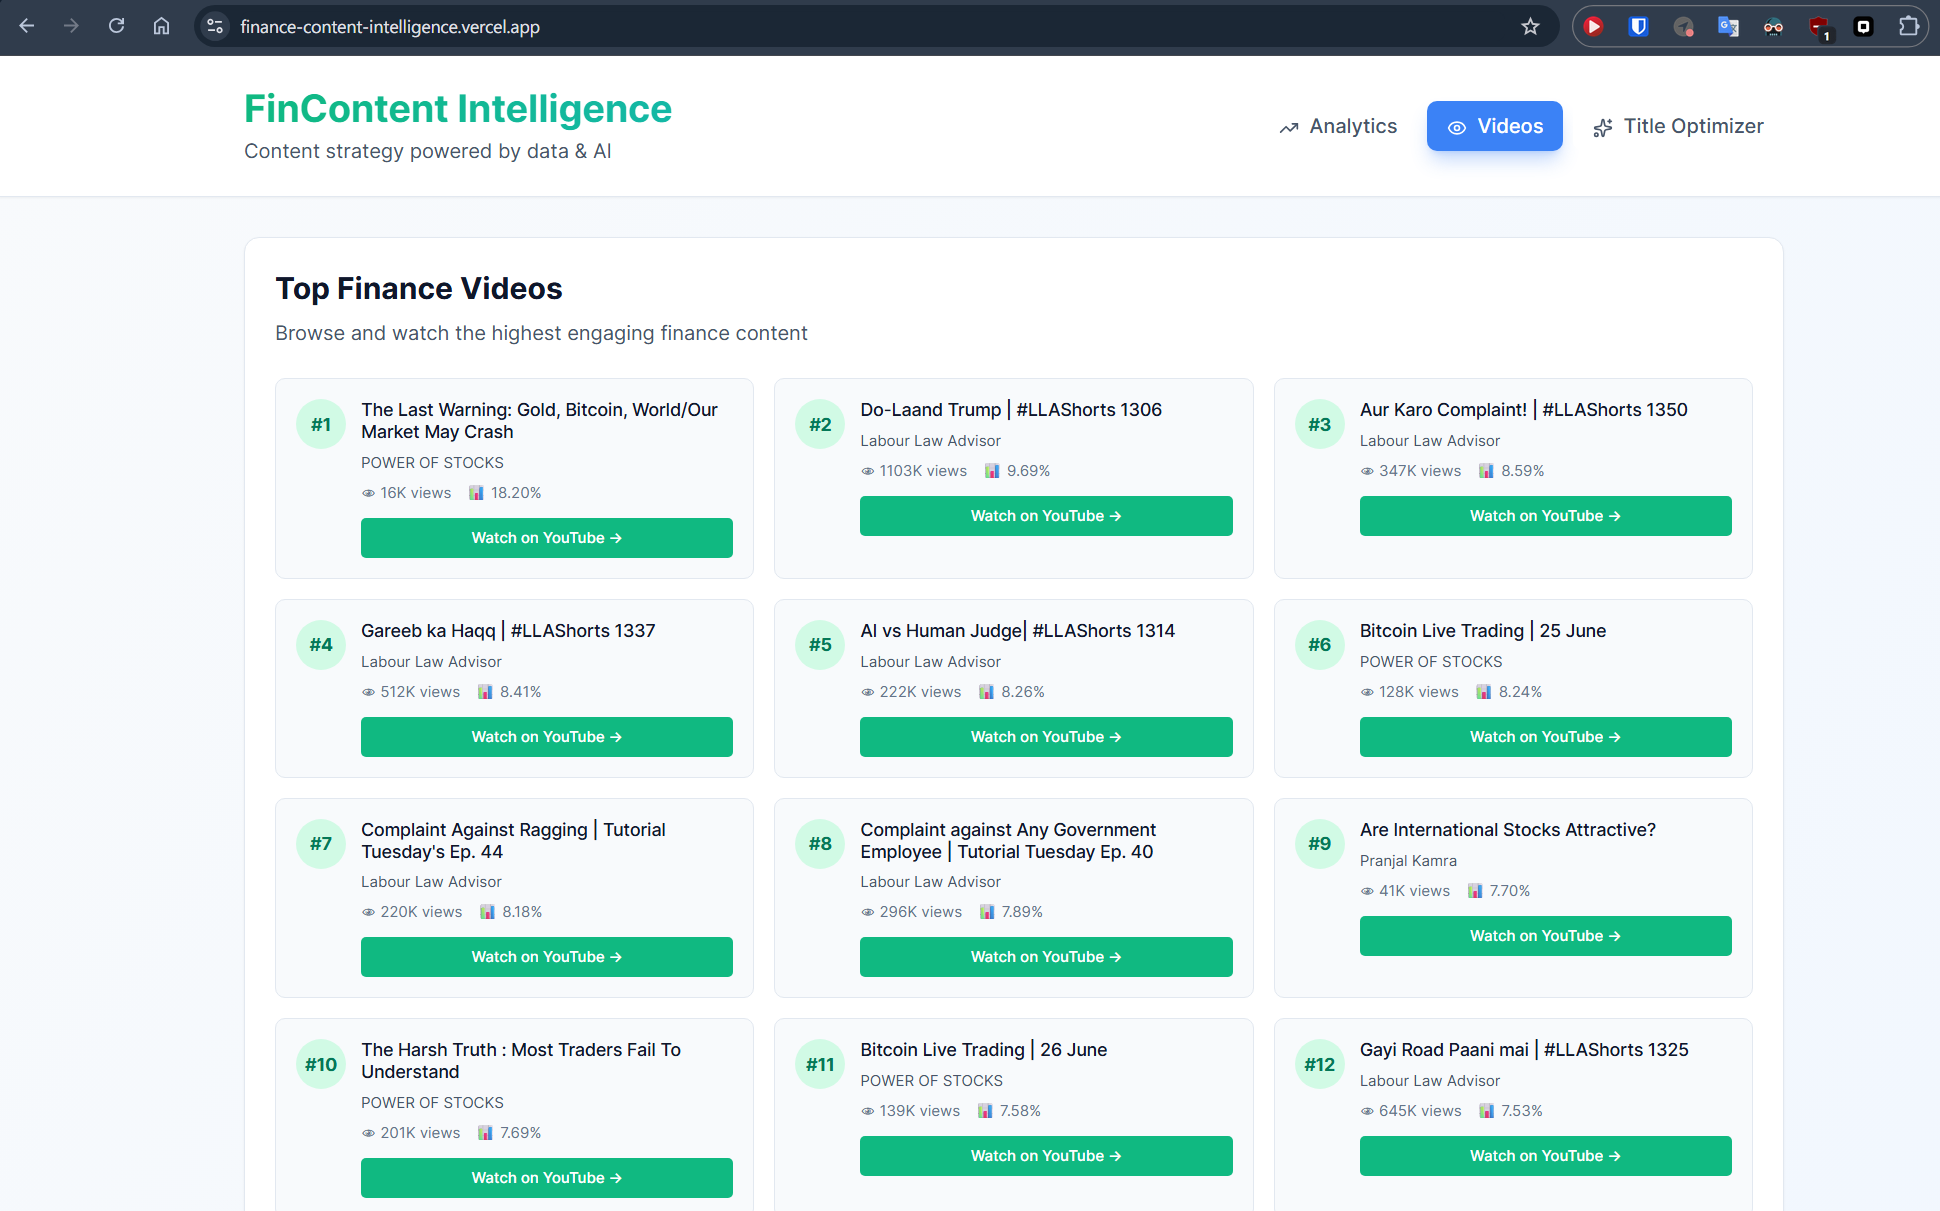 finance-content-intelligence.vercel.app
1
FinContent Intelligence
Content strategy powered by data & AI
Analytics
Videos
Title Optimizer
Top Finance Videos
Browse and watch the highest engaging finance content
#1
The Last Warning: Gold, Bitcoin, World/Our
Market May Crash
POWER OF STOCKS
16K views 18.20%
Watch on YouTube →
#2
Do-Laand Trump | #LLAShorts 1306
Labour Law Advisor
1103K views 9.69%
Watch on YouTube →
#3
Aur Karo Complaint! | #LLAShorts 1350
Labour Law Advisor
347K views 8.59%
Watch on YouTube →
#4
Gareeb ka Haqq | #LLAShorts 1337
Labour Law Advisor
512K views 8.41%
Watch on YouTube →
#5
AI vs Human Judge| #LLAShorts 1314
Labour Law Advisor
222K views 8.26%
Watch on YouTube →
#6
Bitcoin Live Trading | 25 June
POWER OF STOCKS
128K views 8.24%
Watch on YouTube →
#7
Complaint Against Ragging | Tutorial
Tuesday's Ep. 44
Labour Law Advisor
220K views 8.18%
Watch on YouTube →
#8
Complaint against Any Government
Employee | Tutorial Tuesday Ep. 40
Labour Law Advisor
296K views 7.89%
Watch on YouTube →
#9
Are International Stocks Attractive?
Pranjal Kamra
41K views 7.70%
Watch on YouTube →
#10
The Harsh Truth : Most Traders Fail To
Understand
POWER OF STOCKS
201K views 7.69%
Watch on YouTube →
#11
Bitcoin Live Trading | 26 June
POWER OF STOCKS
139K views 7.58%
Watch on YouTube →
#12
Gayi Road Paani mai | #LLAShorts 1325
Labour Law Advisor
645K views 7.53%
Watch on YouTube →